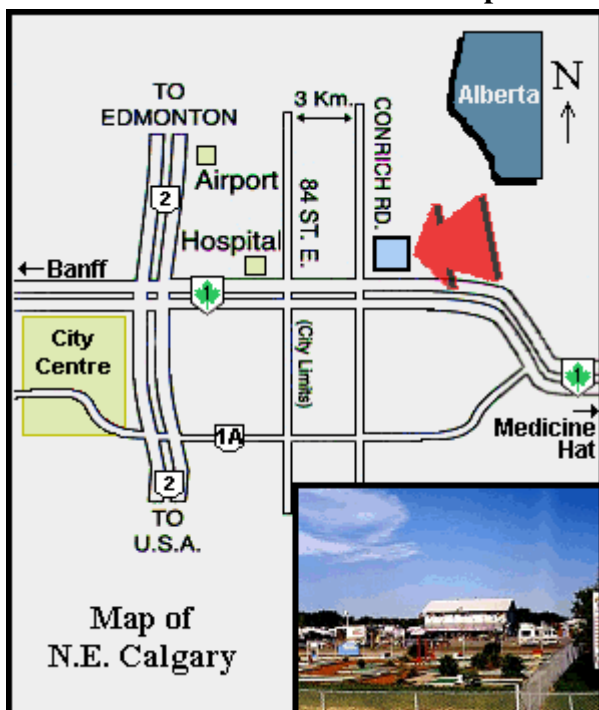 TO
EDMONTON
3 Km.
CONRICH RD.
Alberta
N
2
Airport
84 ST. E.
Hospital
←Banff
1
City
Centre
(City Limits)
1
1A
Medicine
Hat
2
TO
U.S.A.
Map of
N.E. Calgary